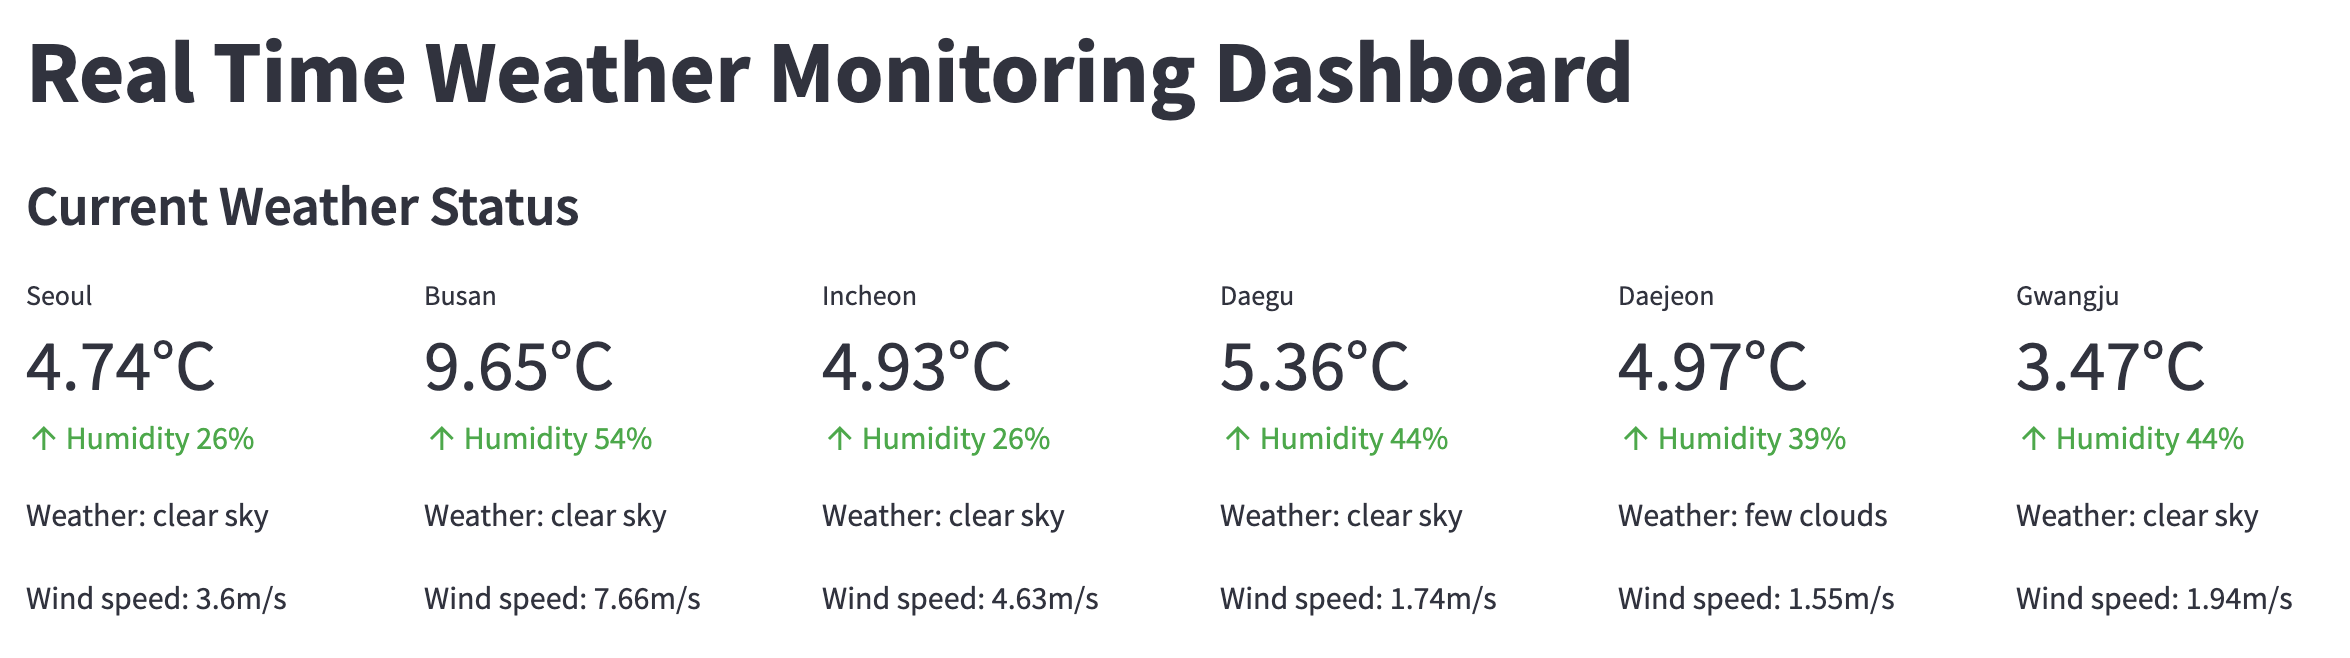 Real Time Weather Monitoring Dashboard
Current Weather Status
Seoul
4.74°C
↑ Humidity 26%
Weather: clear sky
Wind speed: 3.6m/s
Busan
9.65°C
↑ Humidity 54%
Weather: clear sky
Wind speed: 7.66m/s
Incheon
4.93°C
↑ Humidity 26%
Weather: clear sky
Wind speed: 4.63m/s
Daegu
5.36°C
↑ Humidity 44%
Weather: clear sky
Wind speed: 1.74m/s
Daejeon
4.97°C
↑ Humidity 39%
Weather: few clouds
Wind speed: 1.55m/s
Gwangju
3.47°C
↑ Humidity 44%
Weather: clear sky
Wind speed: 1.94m/s